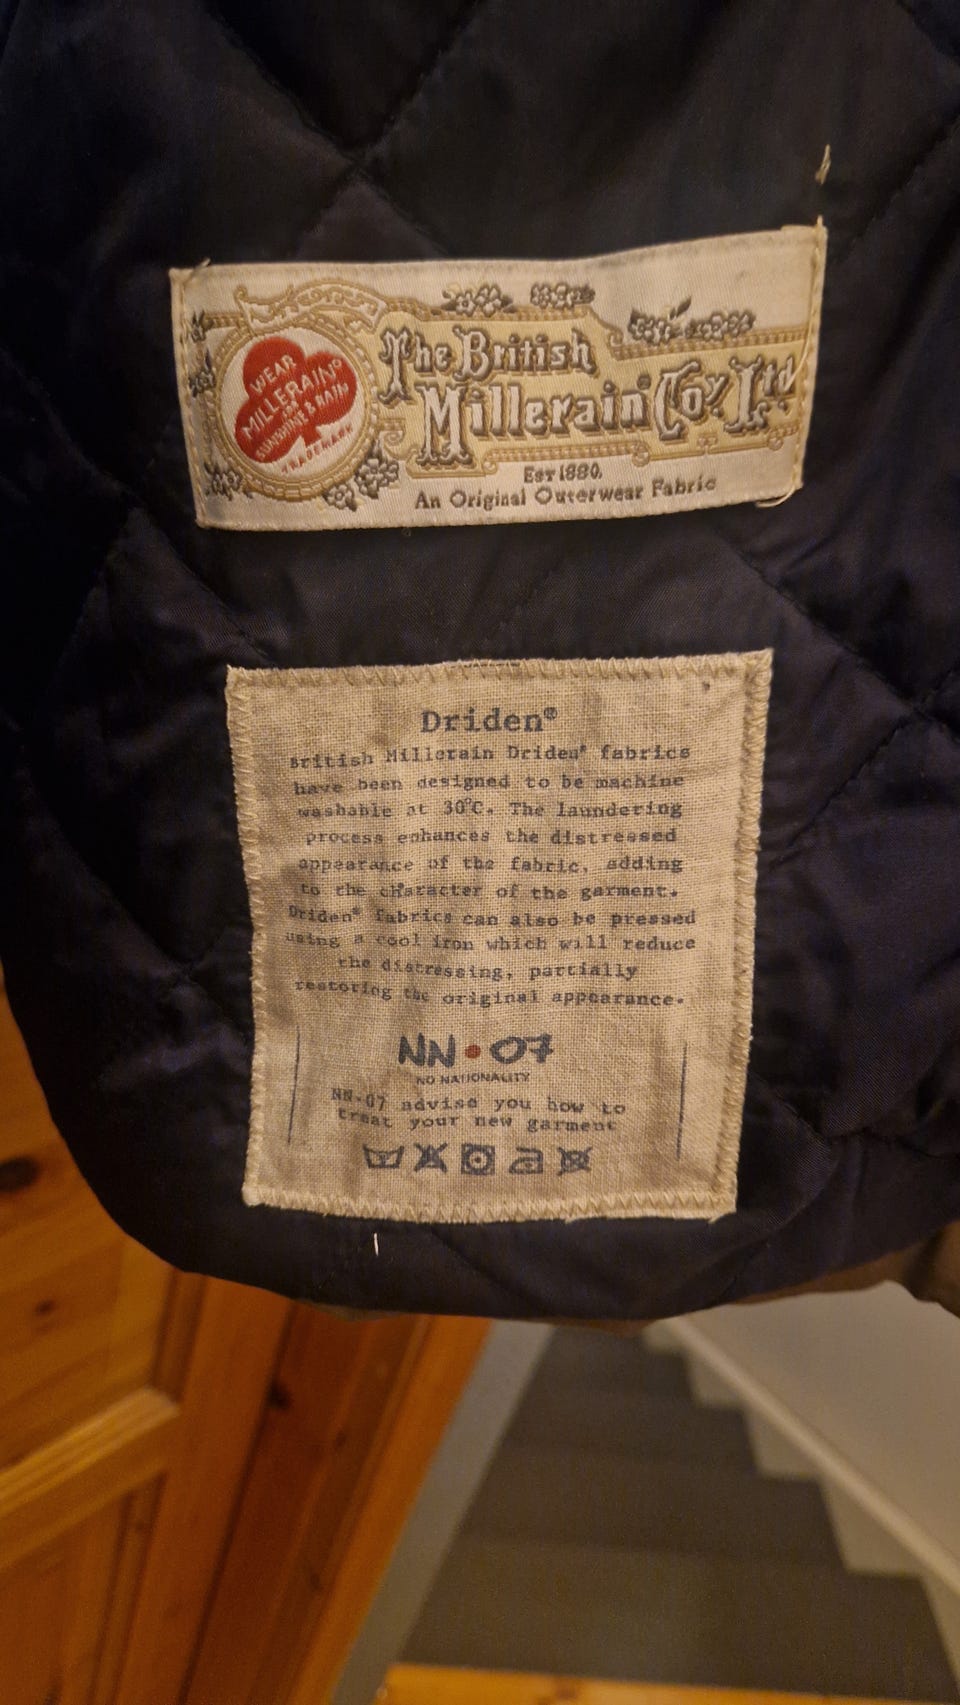 WEAR
MILLERAIN®
FOR
SUNSHINE & RAIN
TRADEMARK
The British
Millerain Coy Ltd.
Est 1880.
An Original Outerwear Fabric
Driden®
British Millerain Driden® fabrics
have been designed to be machine
washable at 30°C. The laundering
process enhances the distressed
appearance of the fabric, adding
to the character of the garment.
Driden® fabrics can also be pressed
using a cool iron which will reduce
the distressing, partially
restoring the original appearance.
NN•07
NO NATIONALITY
NN•07 advise you how to
treat your new garment